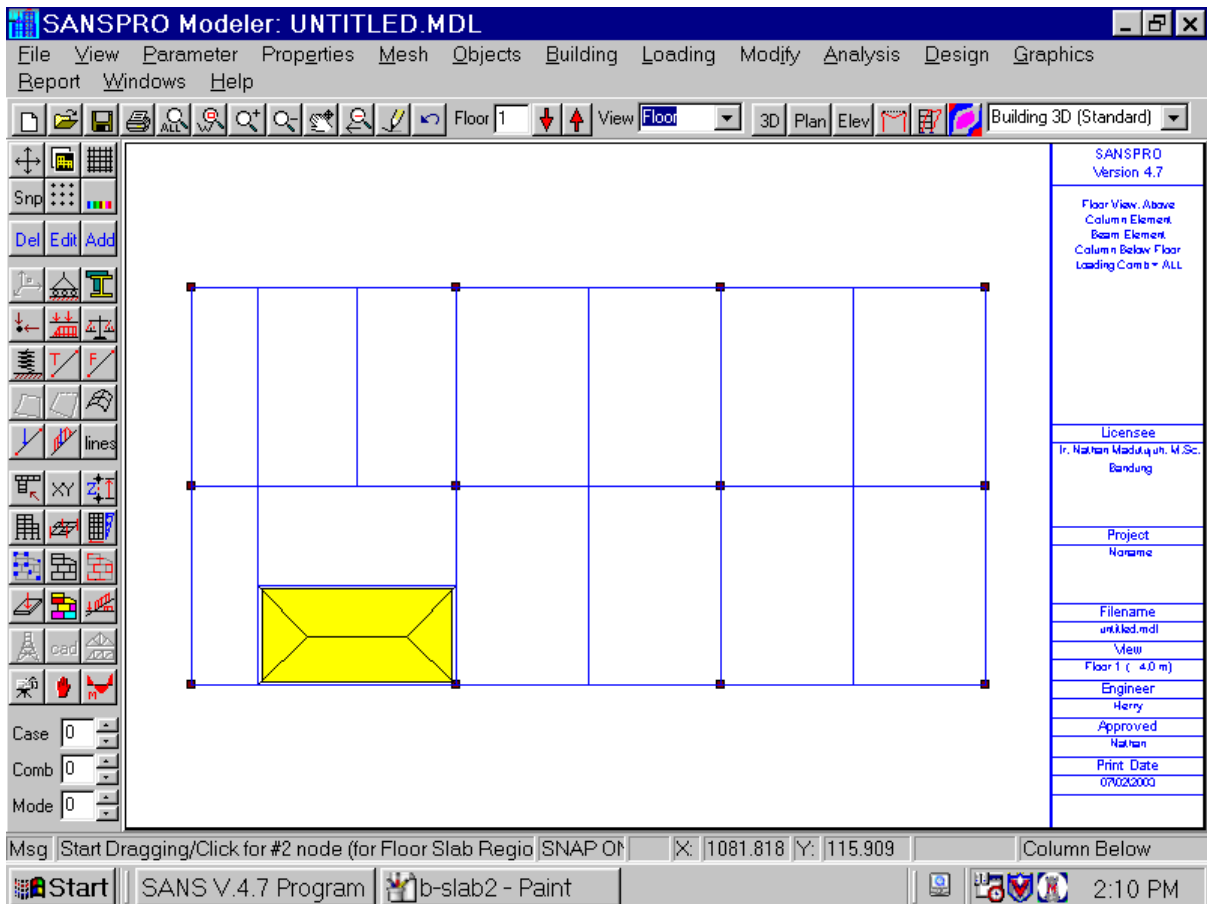 SANSPRO Modeler: UNTITLED.MDL
File View Parameter Properties Mesh Objects Building Loading Modify Analysis Design Graphics
Report Windows Help
ALL Floor 1 View Floor 3D Plan Elev Building 3D (Standard)
Snp
Del Edit Add
T F
lines
XY Z
cad
M
Case 0
Comb 0
Mode 0
SANSPRO
Version 4.7
Floor View. Above
Column Element
Beam Element
Column Below Floor
Loading Comb = ALL
Licensee
Ir. Nathan Madutujuh. M.Sc.
Bandung
Project
Noname
Filename
untitled.mdl
View
Floor 1 ( 4.0 m)
Engineer
Herry
Approved
Nathan
Print Date
07\02\2000
Msg Start Dragging/Click for #2 node (for Floor Slab Regio SNAP ON X: 1081.818 Y: 115.909 Column Below
Start SANS V.4.7 Program b-slab2 - Paint 2:10 PM